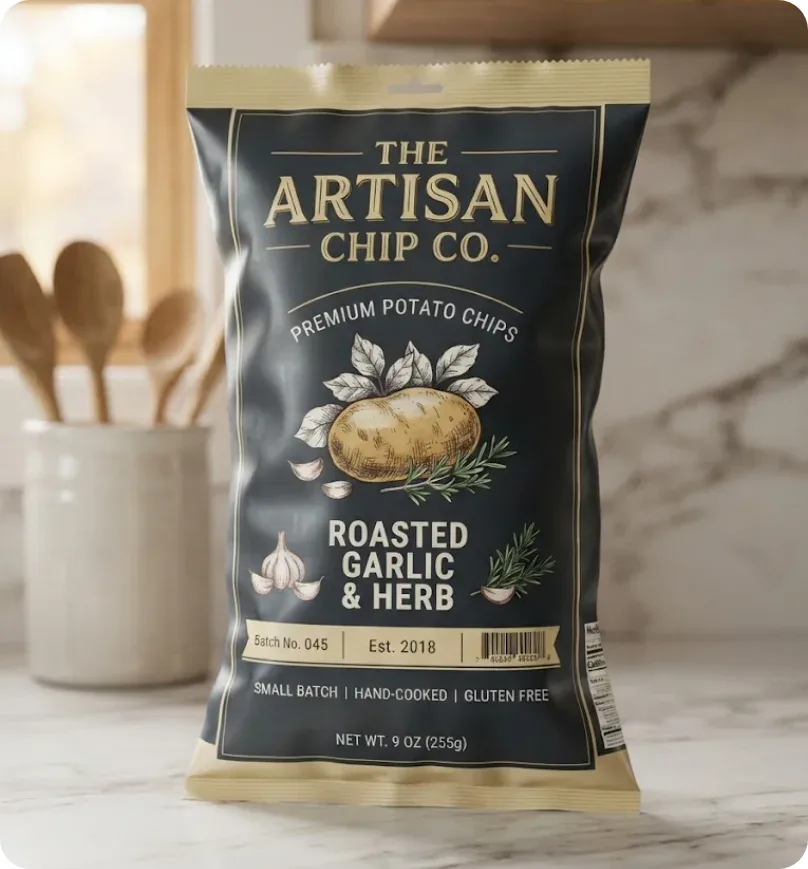 THE
ARTISAN
CHIP CO.
PREMIUM POTATO CHIPS
ROASTED
GARLIC
& HERB
Batch No. 045
Est. 2018
SMALL BATCH | HAND-COOKED | GLUTEN FREE
NET WT. 9 OZ (255g)